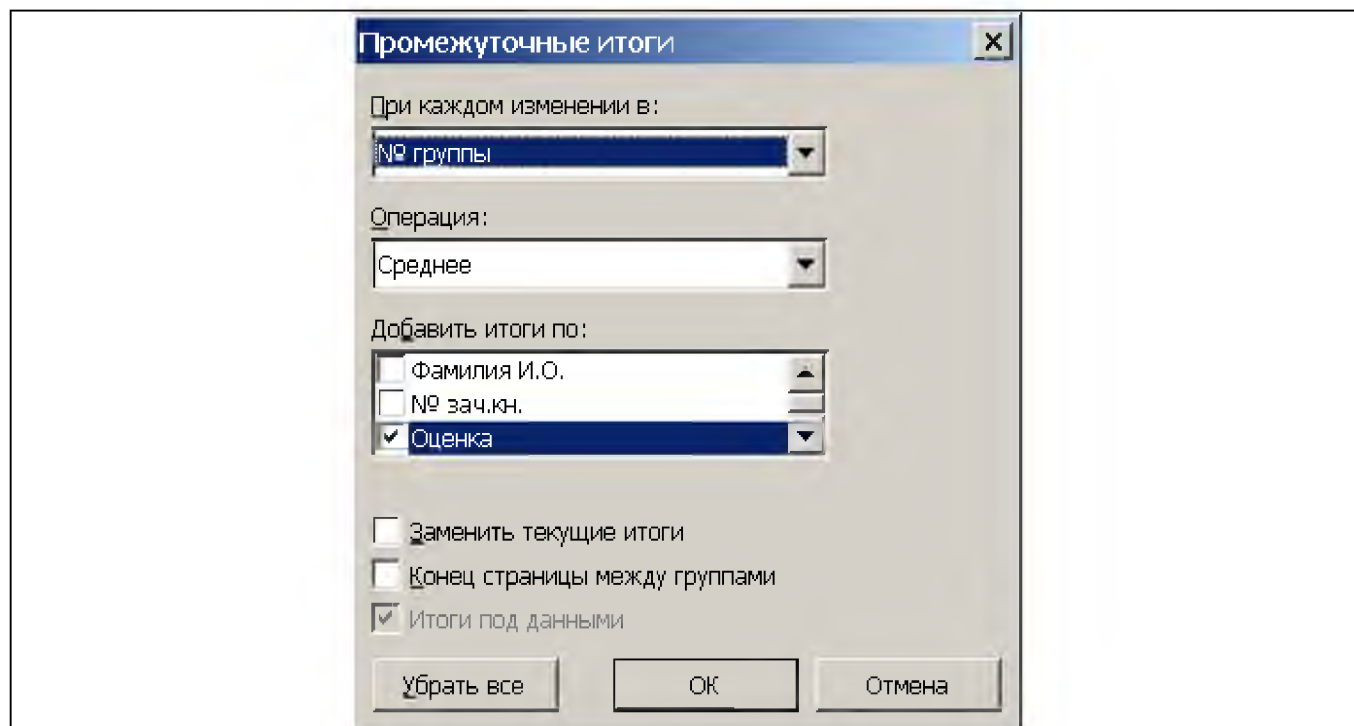 Промежуточные итоги
При каждом изменении в:
№ группы
Операция:
Среднее
Добавить итоги по:
Фамилия И.О.
№ зач.кн.
Оценка
Заменить текущие итоги
Конец страницы между группами
Итоги под данными
Убрать все ОК Отмена